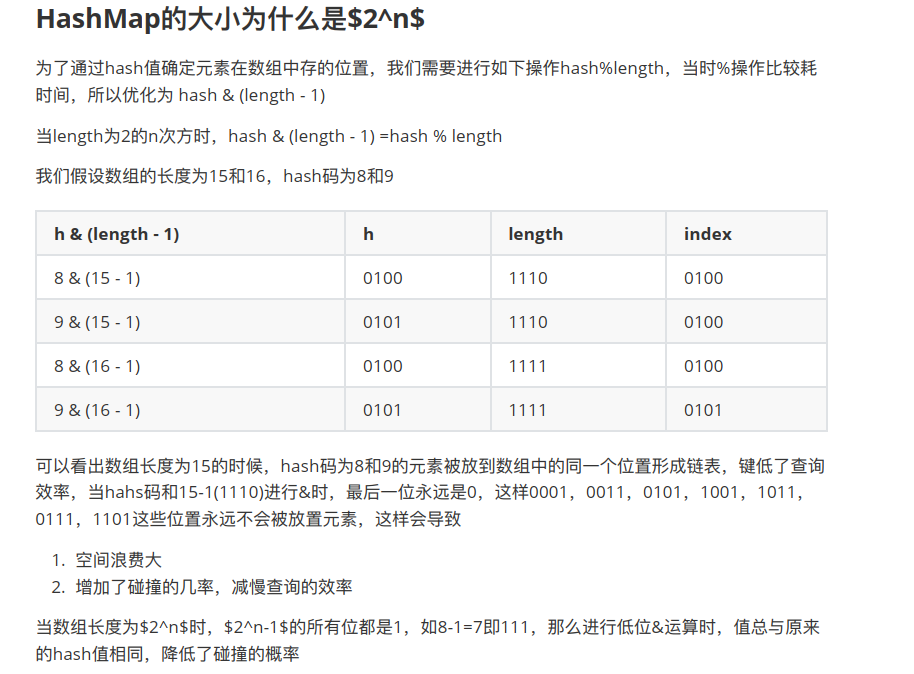 HashMap的大小为什么是$2^n$
为了通过hash值确定元素在数组中存的位置，我们需要进行如下操作hash%length，当时%操作比较耗
时间，所以优化为 hash & (length - 1)
当length为2的n次方时，hash & (length - 1) =hash % length
我们假设数组的长度为15和16，hash码为8和9
h & (length - 1) h length index
8 & (15 - 1) 0100 1110 0100
9 & (15 - 1) 0101 1110 0100
8 & (16 - 1) 0100 1111 0100
9 & (16 - 1) 0101 1111 0101
可以看出数组长度为15的时候，hash码为8和9的元素被放到数组中的同一个位置形成链表，键低了查询
效率，当hahs码和15-1(1110)进行&时，最后一位永远是0，这样0001，0011，0101，1001，1011，
0111，1101这些位置永远不会被放置元素，这样会导致
1. 空间浪费大
2. 增加了碰撞的几率，减慢查询的效率
当数组长度为$2^n$时，$2^n-1$的所有位都是1，如8-1=7即111，那么进行低位&运算时，值总与原来
的hash值相同，降低了碰撞的概率